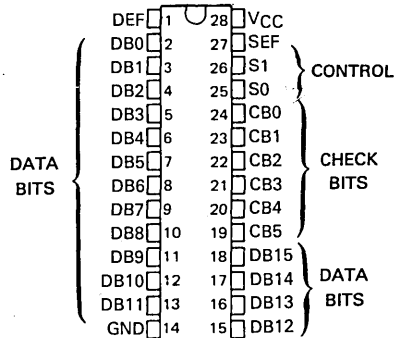 DEF 1 28 VCC
DB0 2 27 SEF
DB1 3 26 S1
DB2 4 25 S0
CONTROL
DB3 5 24 CB0
DB4 6 23 CB1
DB5 7 22 CB2
DB6 8 21 CB3
DB7 9 20 CB4
DB8 10 19 CB5
DATA
BITS
CHECK
BITS
DB9 11 18 DB15
DB10 12 17 DB14
DB11 13 16 DB13
GND 14 15 DB12
DATA
BITS